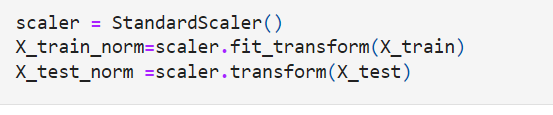 scaler = StandardScaler()
X_train_norm=scaler.fit_transform(X_train)
X_test_norm =scaler.transform(X_test)